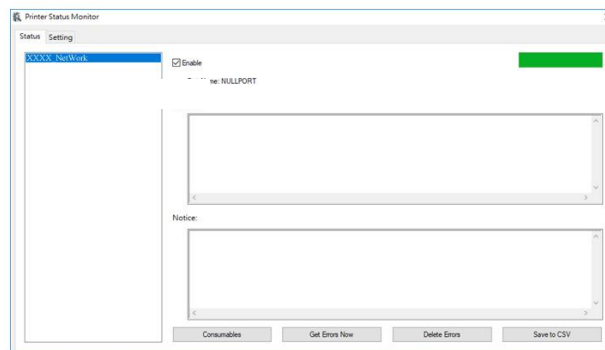 Printer Status Monitor
Status Setting
XXXX_NetWork
Enable
NULLPORT
Notice:
Consumables Get Errors Now Delete Errors Save to CSV